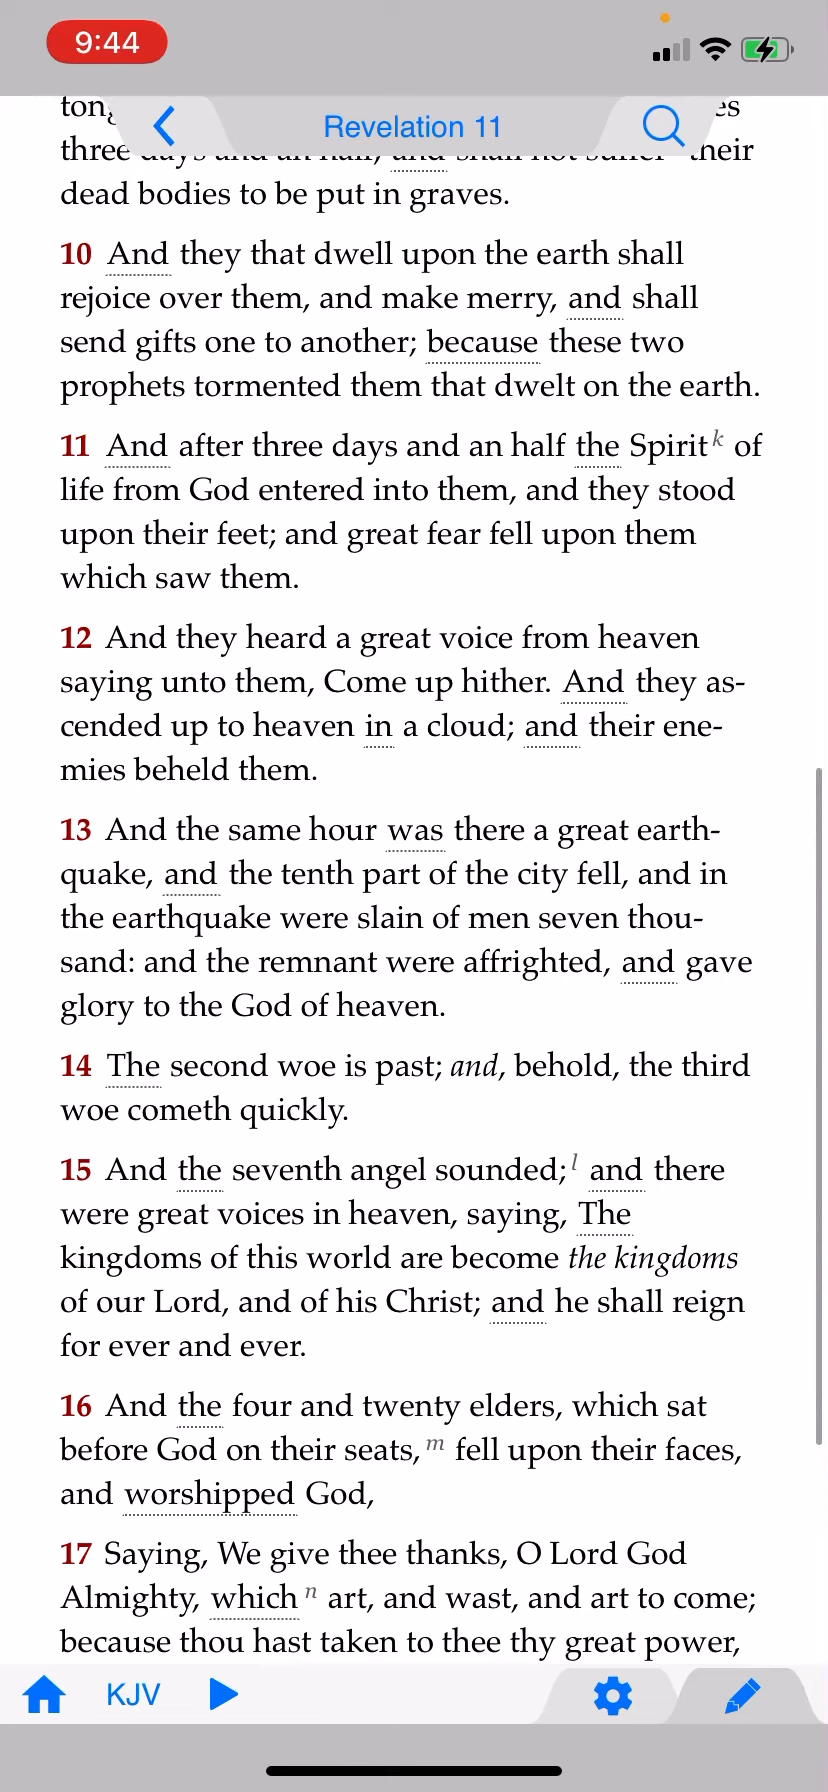 9:44
Revelation 11
three their
dead bodies to be put in graves.
10 And they that dwell upon the earth shall
rejoice over them, and make merry, and shall
send gifts one to another; because these two
prophets tormented them that dwelt on the earth.
11 And after three days and an half the Spirit k of
life from God entered into them, and they stood
upon their feet; and great fear fell upon them
which saw them.
12 And they heard a great voice from heaven
saying unto them, Come up hither. And they as-
cended up to heaven in a cloud; and their ene-
mies beheld them.
13 And the same hour was there a great earth-
quake, and the tenth part of the city fell, and in
the earthquake were slain of men seven thou-
sand: and the remnant were affrighted, and gave
glory to the God of heaven.
14 The second woe is past; and, behold, the third
woe cometh quickly.
15 And the seventh angel sounded; l and there
were great voices in heaven, saying, The
kingdoms of this world are become the kingdoms
of our Lord, and of his Christ; and he shall reign
for ever and ever.
16 And the four and twenty elders, which sat
before God on their seats, m fell upon their faces,
and worshipped God,
17 Saying, We give thee thanks, O Lord God
Almighty, which n art, and wast, and art to come;
because thou hast taken to thee thy great power,
KJV